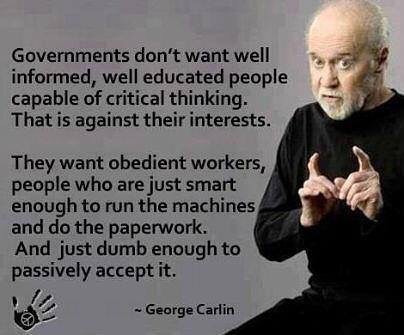 Governments don't want well
informed, well educated people
capable of critical thinking.
That is against their interests.
They want obedient workers,
people who are just smart
enough to run the machines
and do the paperwork.
And just dumb enough to
passively accept it.
~ George Carlin